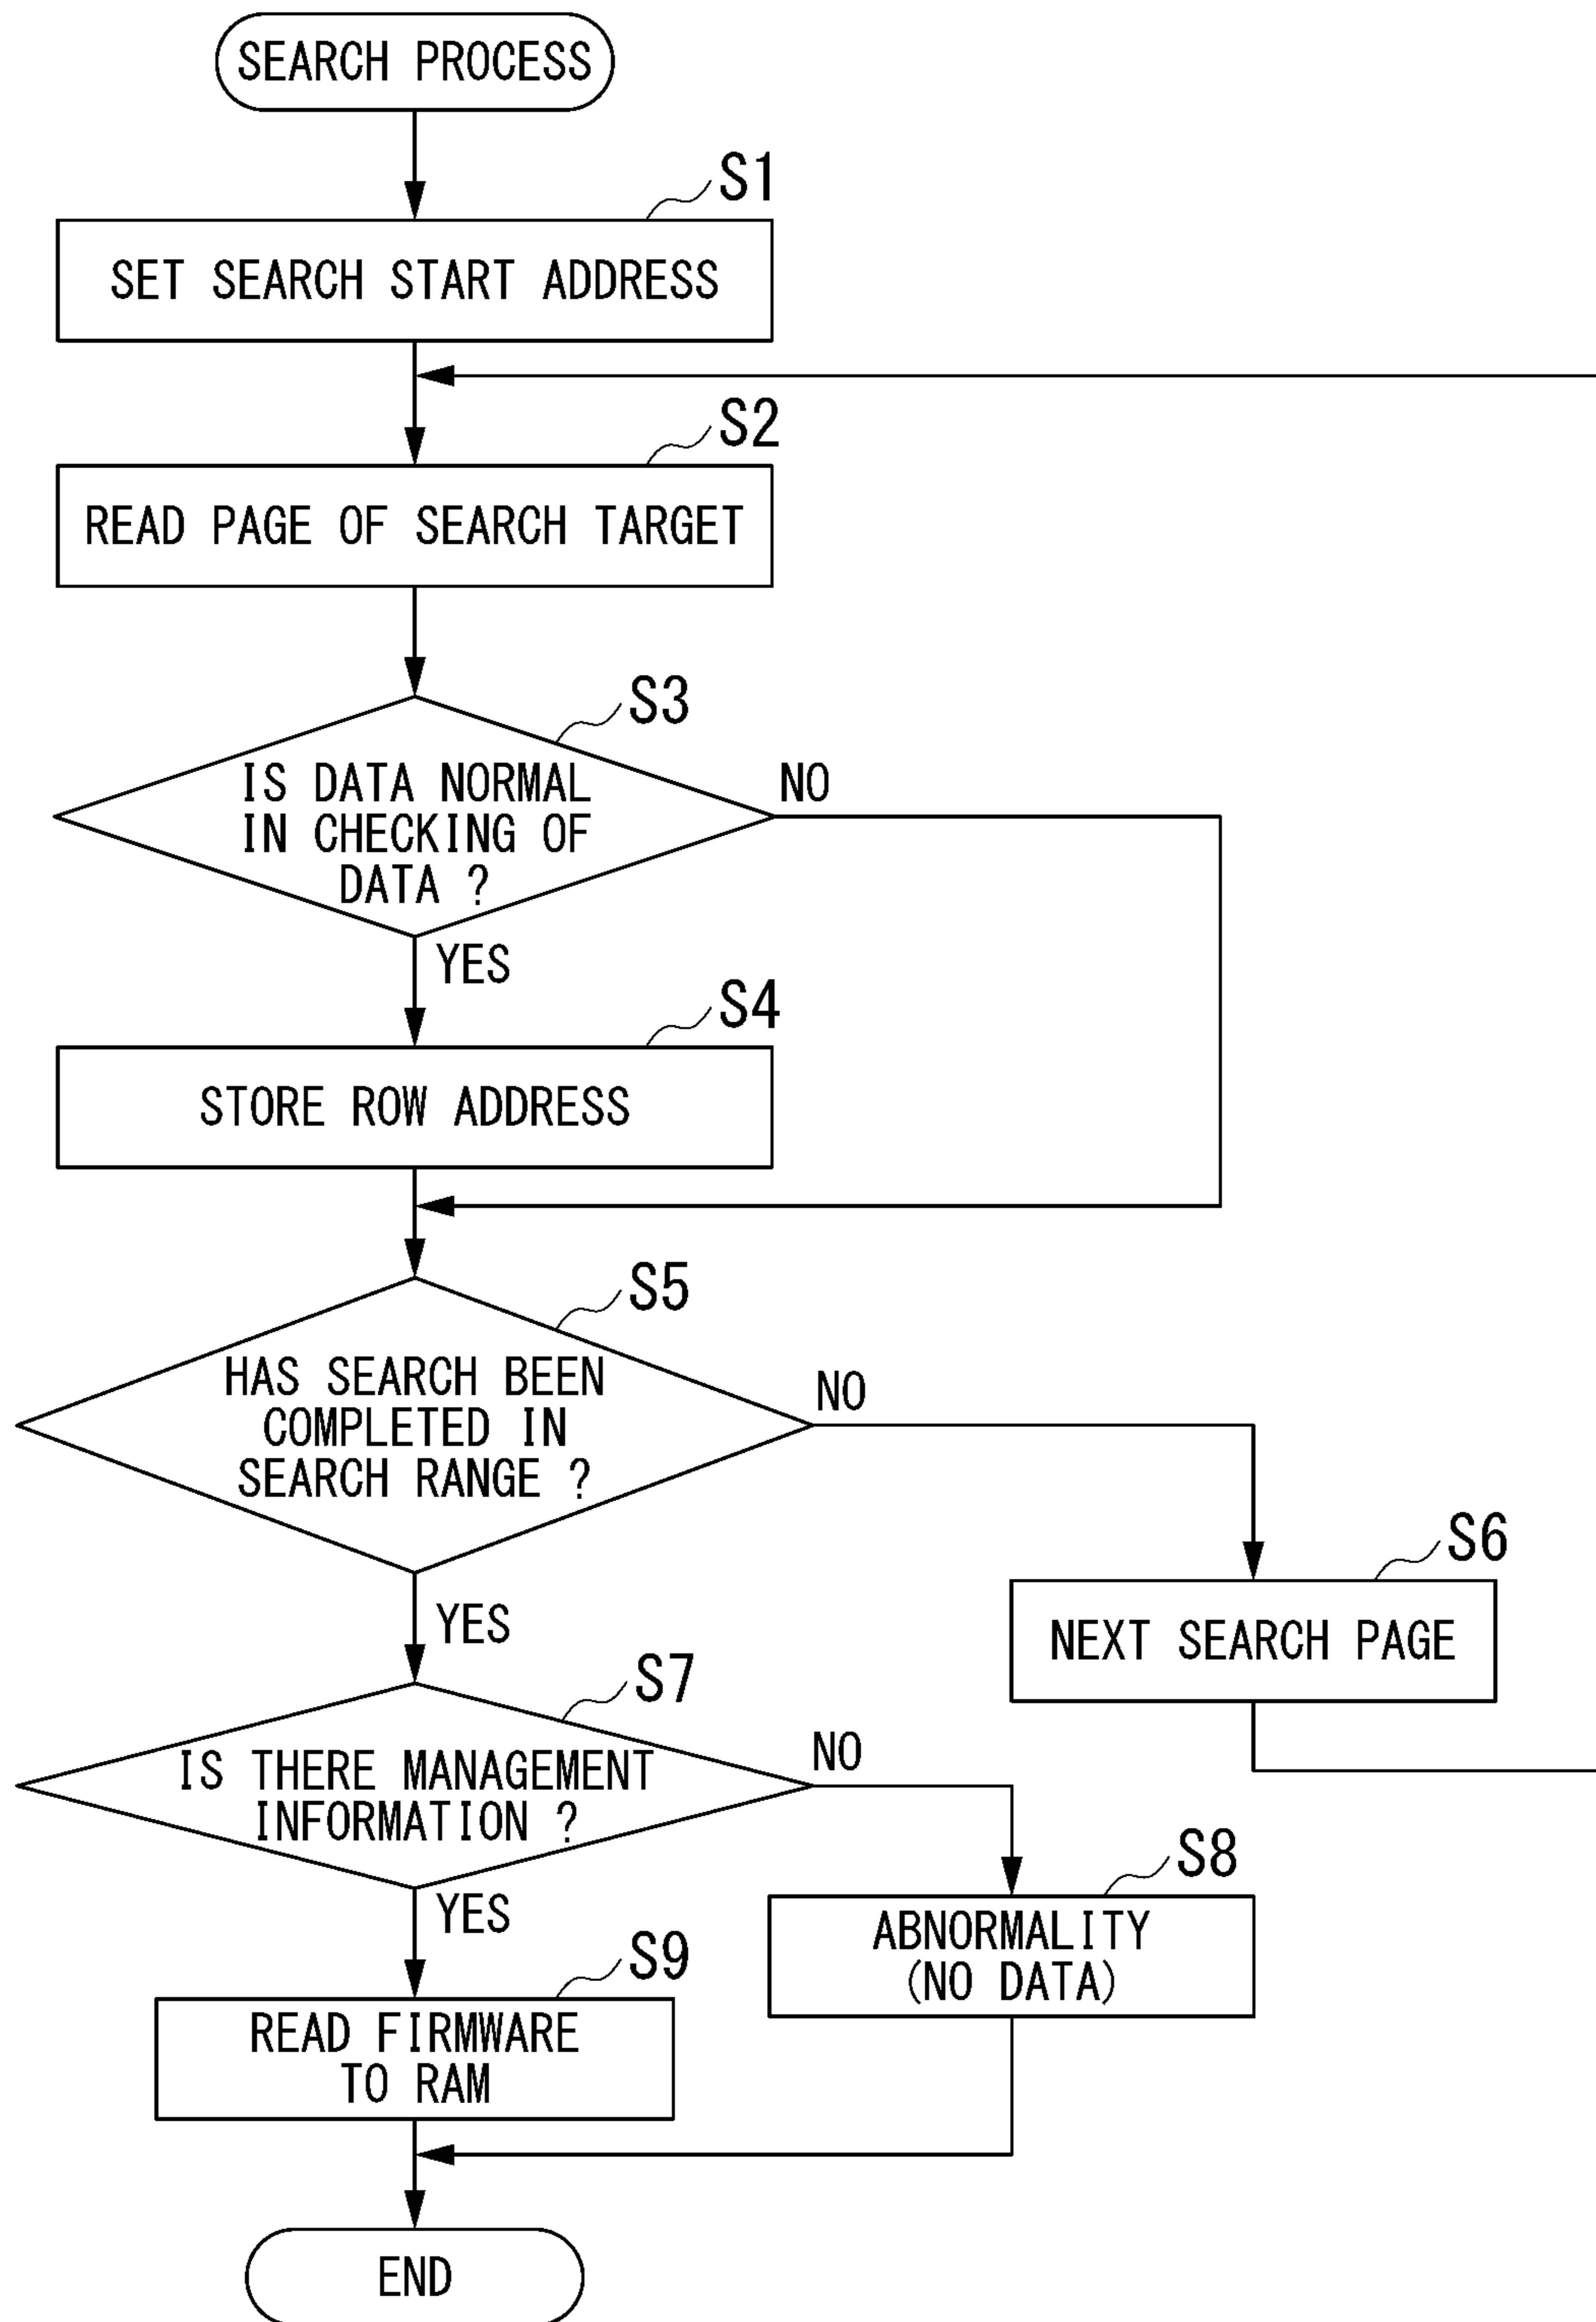 SEARCH PROCESS
S1
SET SEARCH START ADDRESS
S2
READ PAGE OF SEARCH TARGET
S3
IS DATA NORMAL
IN CHECKING OF
DATA ?
NO
YES
S4
STORE ROW ADDRESS
S5
HAS SEARCH BEEN
COMPLETED IN
SEARCH RANGE ?
NO
YES
S6
NEXT SEARCH PAGE
S7
IS THERE MANAGEMENT
INFORMATION ?
NO
YES
S8
ABNORMALITY
(NO DATA)
S9
READ FIRMWARE
TO RAM
END